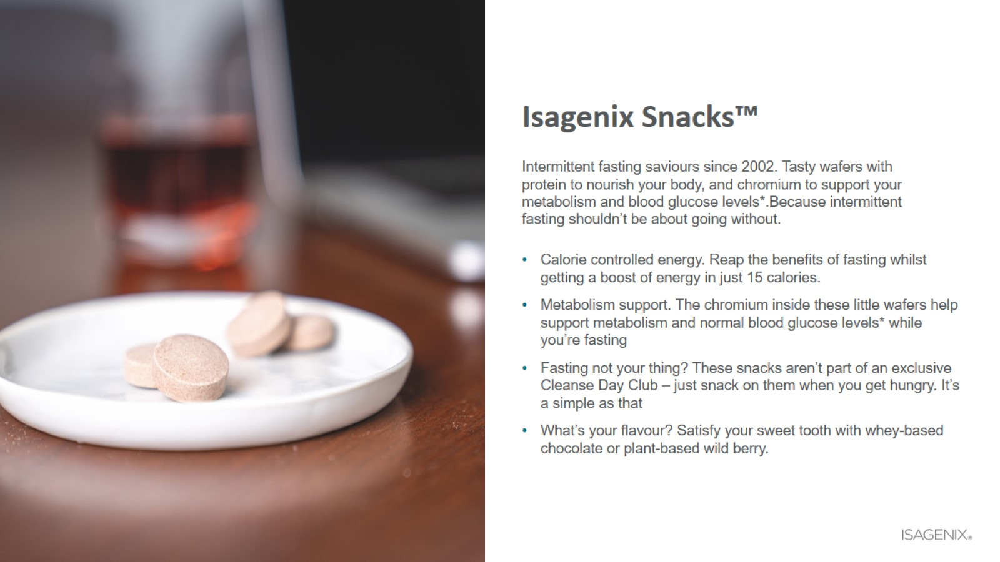 Isagenix Snacks™
Intermittent fasting saviours since 2002. Tasty wafers with
protein to nourish your body, and chromium to support your
metabolism and blood glucose levels*.Because intermittent
fasting shouldn’t be about going without.
• Calorie controlled energy. Reap the benefits of fasting whilst
getting a boost of energy in just 15 calories.
• Metabolism support. The chromium inside these little wafers help
support metabolism and normal blood glucose levels* while
you’re fasting
• Fasting not your thing? These snacks aren’t part of an exclusive
Cleanse Day Club – just snack on them when you get hungry. It’s
a simple as that
• What’s your flavour? Satisfy your sweet tooth with whey-based
chocolate or plant-based wild berry.
ISAGENIX®